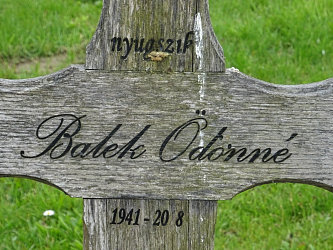 nyugszik
Balek Ödönné
1941 - 20 8